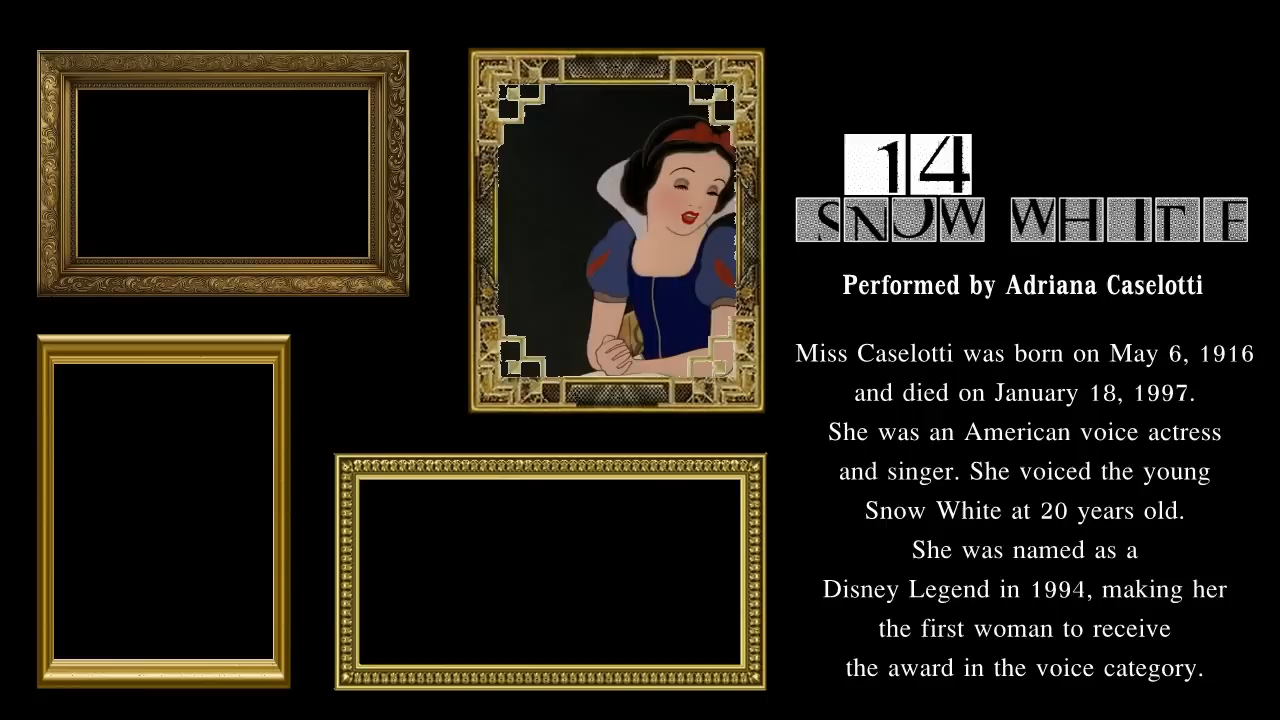 14
SNOW WHITE
Performed by Adriana Caselotti
Miss Caselotti was born on May 6, 1916
and died on January 18, 1997.
She was an American voice actress
and singer. She voiced the young
Snow White at 20 years old.
She was named as a
Disney Legend in 1994, making her
the first woman to receive
the award in the voice category.